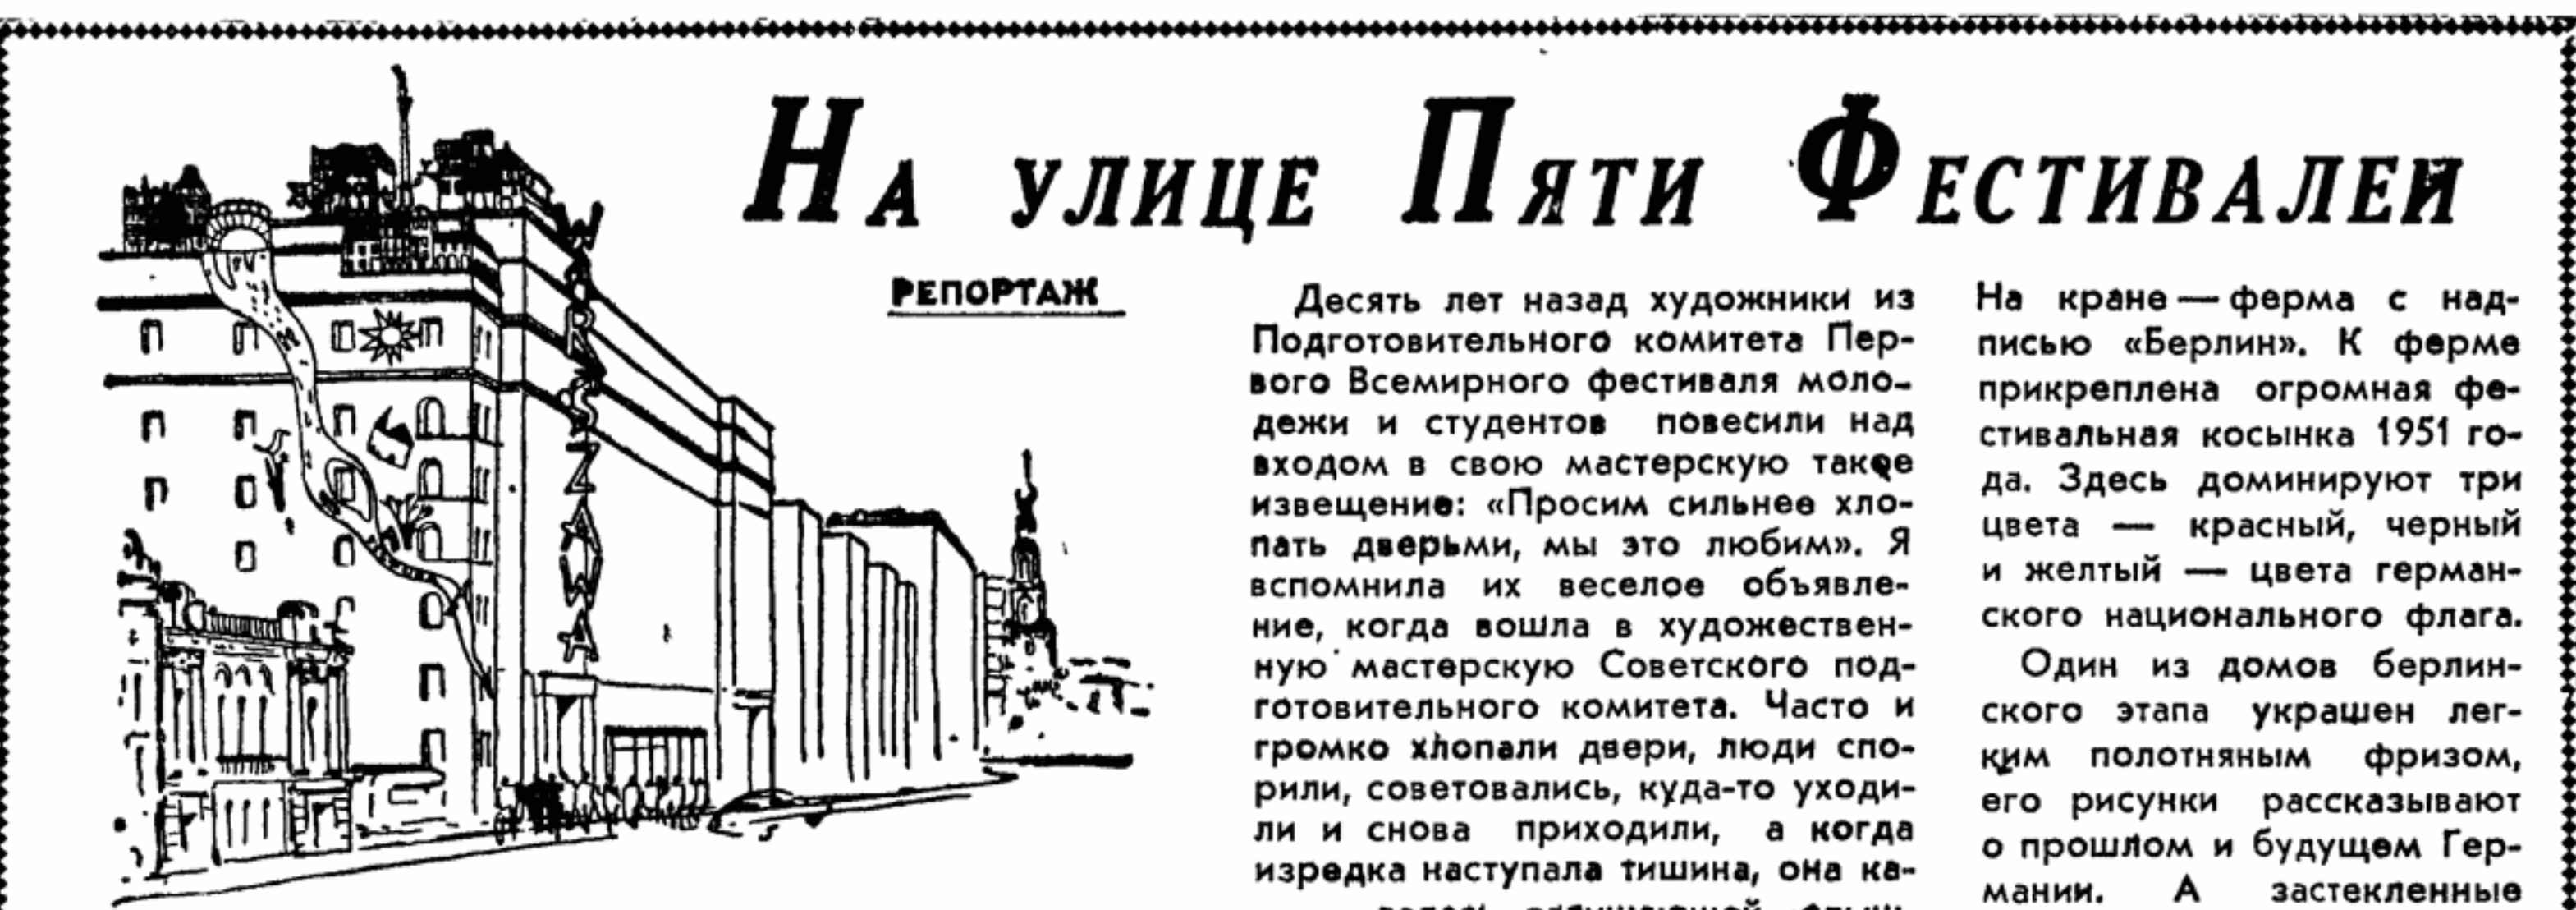 На улице Пяти Фестивалей
РЕПОРТАЖ
WARSZAWA
Десять лет назад художники из
Подготовительного комитета Пер-
вого Всемирного фестиваля моло-
дежи и студентов повесили над
входом в свою мастерскую такое
извещение: «Просим сильнее хло-
пать дверьми, мы это любим». Я
вспомнила их веселое объявле-
ние, когда вошла в художествен-
ную мастерскую Советского под-
готовительного комитета. Часто и
громко хлопали двери, люди спо-
рили, советовались, куда-то уходи-
ли и снова приходили, а когда
изредка наступала тишина, она ка-
На кране — ферма с над-
писью «Берлин». К ферме
прикреплена огромная фе-
стивальная косынка 1951 го-
да. Здесь доминируют три
цвета — красный, черный
и желтый — цвета герман-
ского национального флага.
Один из домов берлин-
ского этапа украшен лег-
ким полотняным фризом,
его рисунки рассказывают
о прошлом и будущем Гер-
мании. А застекленные